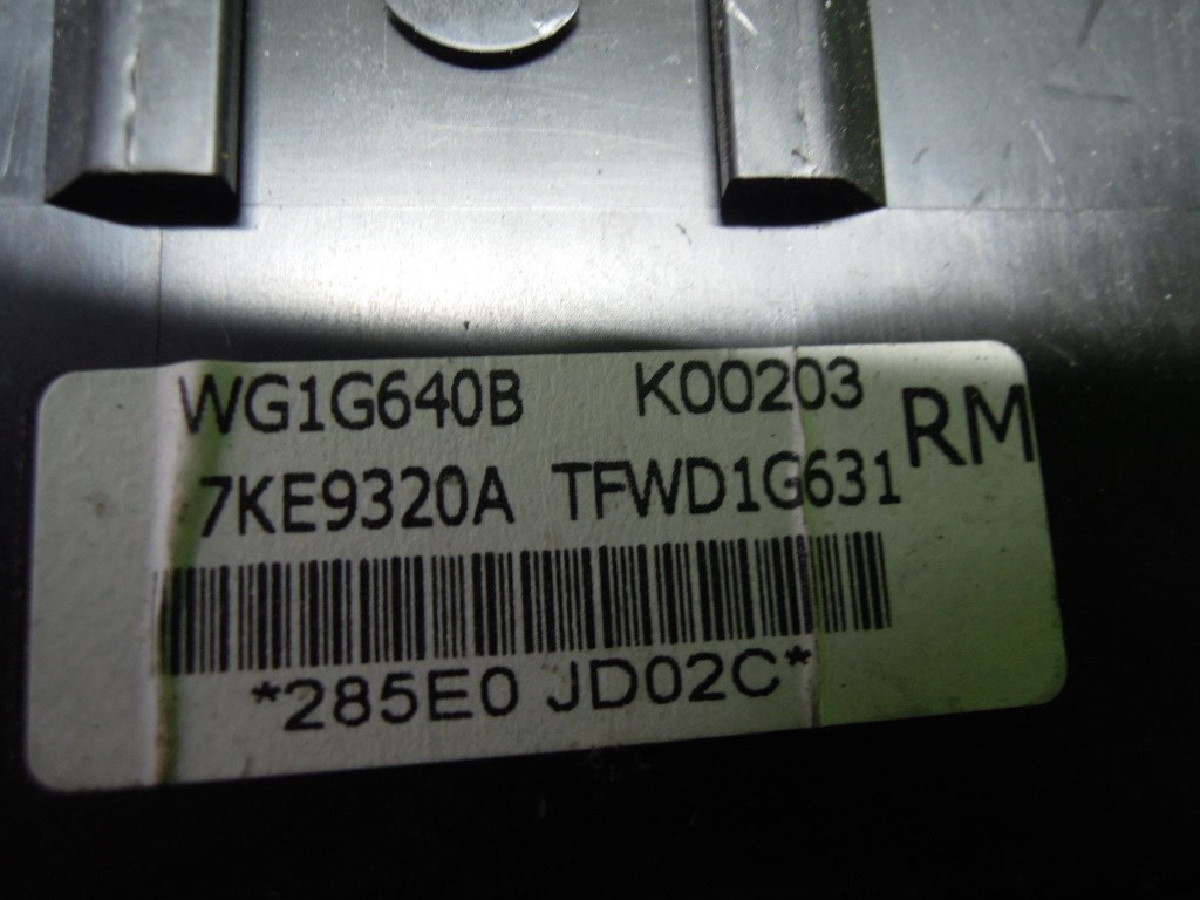 WG1G640B K00203 RM
7KE9320A TFWD1G631
*285E0 JD02C*